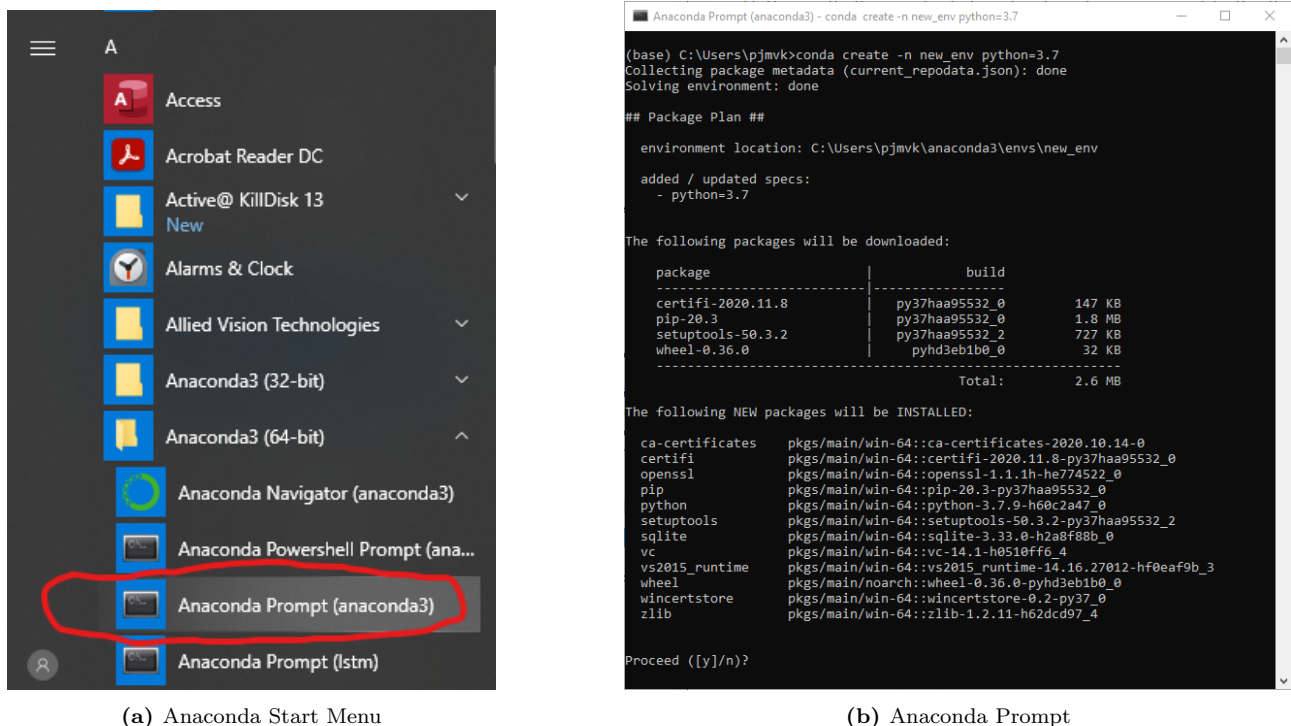 A
Access
Acrobat Reader DC
Active@ KillDisk 13
New
Alarms & Clock
Allied Vision Technologies
Anaconda3 (32-bit)
Anaconda3 (64-bit)
Anaconda Navigator (anaconda3)
Anaconda Powershell Prompt (ana...
Anaconda Prompt (anaconda3)
Anaconda Prompt (lstm)
(a) Anaconda Start Menu
Anaconda Prompt (anaconda3) - conda create -n new_env python=3.7
(base) C:\Users\pjmvk>conda create -n new_env python=3.7
Collecting package metadata (current_repodata.json): done
Solving environment: done
## Package Plan ##
environment location: C:\Users\pjmvk\anaconda3\envs\new_env
added / updated specs:
- python=3.7
The following packages will be downloaded:
package | build
---------------------------|-----------------
certifi-2020.11.8 | py37haa95532_0 147 KB
pip-20.3 | py37haa95532_0 1.8 MB
setuptools-50.3.2 | py37haa95532_2 727 KB
wheel-0.36.0 | pyhd3eb1b0_0 32 KB
------------------------------------------------------------
Total: 2.6 MB
The following NEW packages will be INSTALLED:
ca-certificates pkgs/main/win-64::ca-certificates-2020.10.14-0
certifi pkgs/main/win-64::certifi-2020.11.8-py37haa95532_0
openssl pkgs/main/win-64::openssl-1.1.1h-he774522_0
pip pkgs/main/win-64::pip-20.3-py37haa95532_0
python pkgs/main/win-64::python-3.7.9-h60c2a47_0
setuptools pkgs/main/win-64::setuptools-50.3.2-py37haa95532_2
sqlite pkgs/main/win-64::sqlite-3.33.0-h2a8f88b_0
vc pkgs/main/win-64::vc-14.1-h0510ff6_4
vs2015_runtime pkgs/main/win-64::vs2015_runtime-14.16.27012-hf0eaf9b_3
wheel pkgs/main/noarch::wheel-0.36.0-pyhd3eb1b0_0
wincertstore pkgs/main/win-64::wincertstore-0.2-py37_0
zlib pkgs/main/win-64::zlib-1.2.11-h62dcd97_4
Proceed ([y]/n)?
(b) Anaconda Prompt